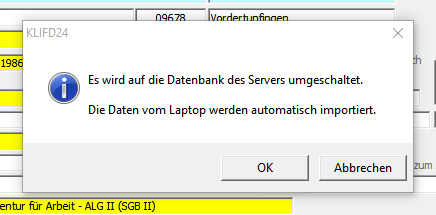 09678 Vordertupfingen
KLIFD24
1986
ch
Es wird auf die Datenbank des Servers umgeschaltet.
Die Daten vom Laptop werden automatisch importiert.
OK Abbrechen
zum
entur für Arbeit - ALG II (SGB II)